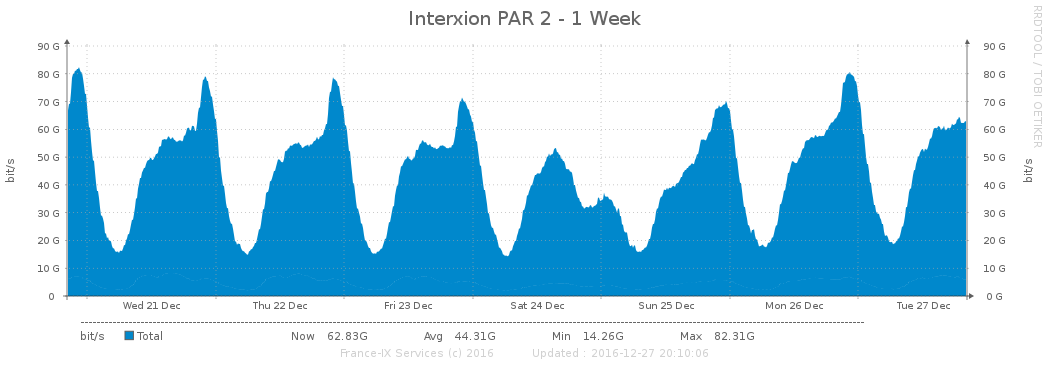 Interxion PAR 2 - 1 Week
RRDTOOL / TOBI OETIKER
bit/s
90 G 90 G
80 G 80 G
70 G 70 G
60 G 60 G
50 G 50 G
40 G 40 G
30 G 30 G
20 G 20 G
10 G 10 G
0 0 G
bit/s
Wed 21 Dec Thu 22 Dec Fri 23 Dec Sat 24 Dec Sun 25 Dec Mon 26 Dec Tue 27 Dec
bit/s Total Now 62.83G Avg 44.31G Min 14.26G Max 82.31G
France-IX Services (c) 2016 Updated : 2016-12-27 20:10:06